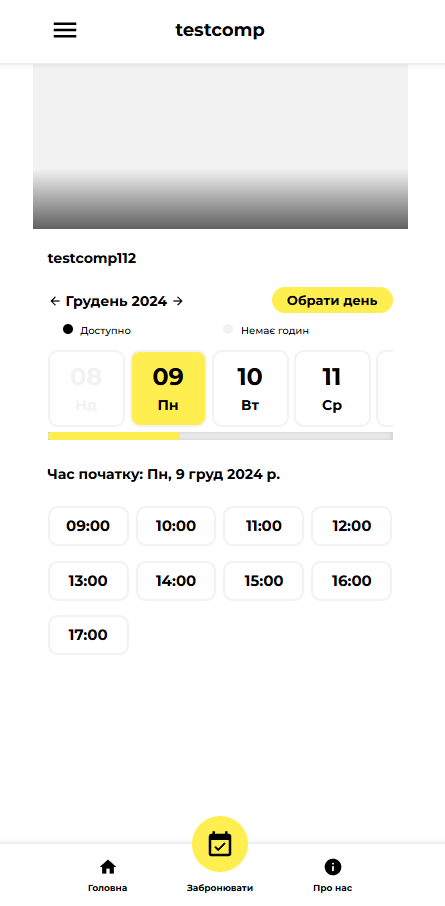 testcomp
testcomp112
Грудень 2024
Обрати день
Доступно
Немає годин
08 09 10 11
Нд Пн Вт Ср
Час початку: Пн, 9 груд 2024 р.
09:00 10:00 11:00 12:00
13:00 14:00 15:00 16:00
17:00
Головна Забронювати Про нас